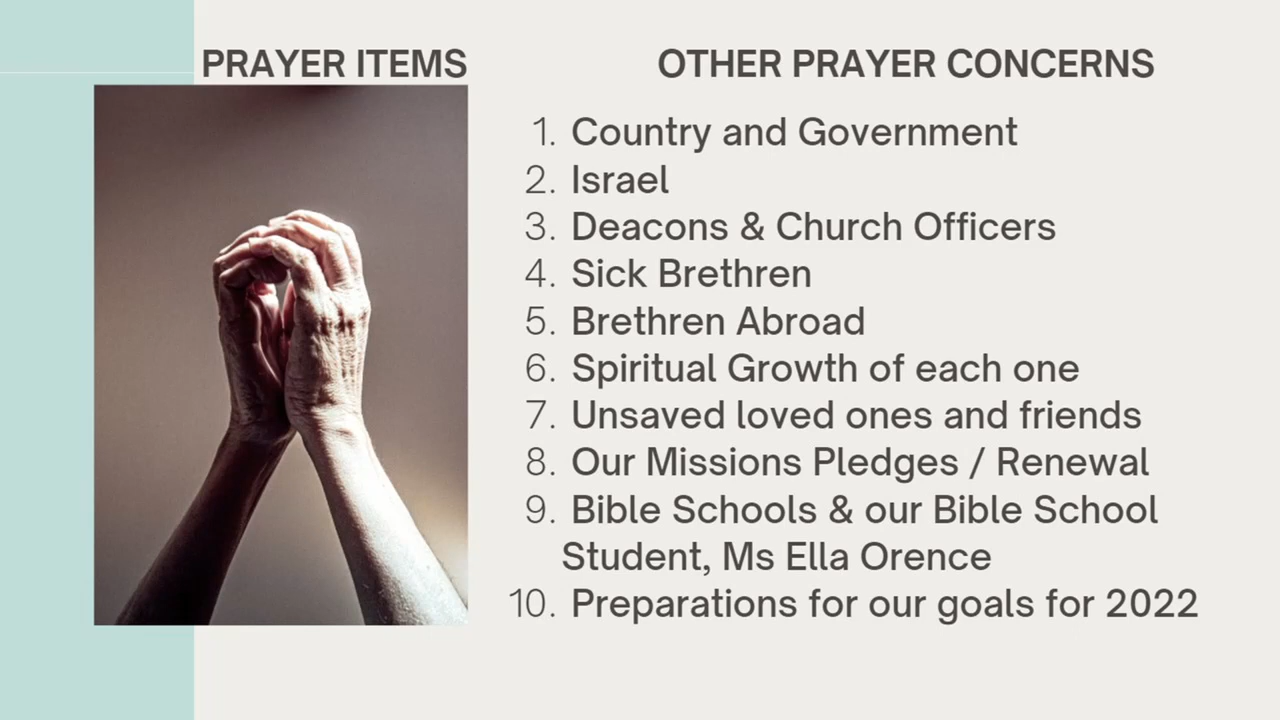 PRAYER ITEMS
OTHER PRAYER CONCERNS
1. Country and Government
2. Israel
3. Deacons & Church Officers
4. Sick Brethren
5. Brethren Abroad
6. Spiritual Growth of each one
7. Unsaved loved ones and friends
8. Our Missions Pledges / Renewal
9. Bible Schools & our Bible School
Student, Ms Ella Orence
10. Preparations for our goals for 2022